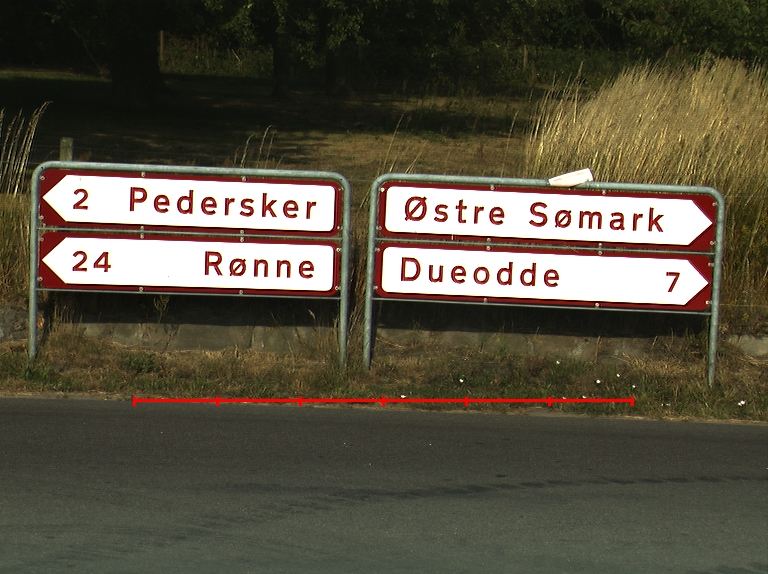 2 Pedersker
24 Rønne
Østre Sømark
Dueodde 7